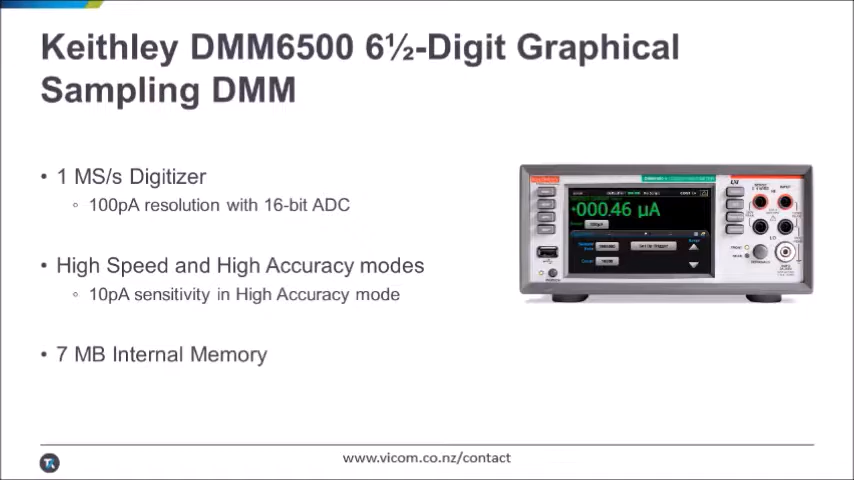 Keithley DMM6500 6½-Digit Graphical
Sampling DMM
• 1 MS/s Digitizer
◦ 100pA resolution with 16-bit ADC
• High Speed and High Accuracy modes
◦ 10pA sensitivity in High Accuracy mode
• 7 MB Internal Memory
000.46 µA
INPUT
www.vicom.co.nz/contact